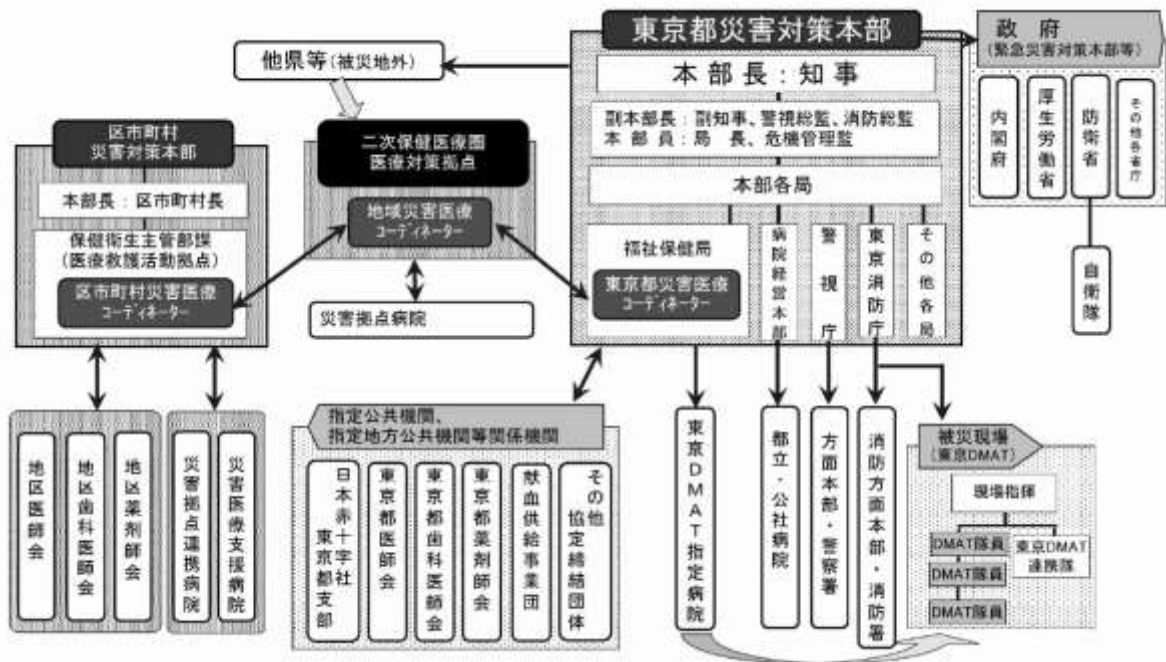 東京都災害対策本部
本部長：知事
副本部長：副知事、警視総監、消防総監
本部員：局 長、危機管理監
本部各局
福祉保健局
東京都災害医療
コーディネーター
病院経営本部
警視庁
東京消防庁
その他各局
政府
(緊急災害対策本部等)
内閣府
厚生労働省
防衛省
その他各省庁
自衛隊
他県等(被災地外)
二次保健医療圏
医療対策拠点
地域災害医療
コーディネーター
災害拠点病院
区市町村
災害対策本部
本部長：区市町村長
保健衛生主管部課
(医療救護活動拠点)
区市町村災害医療
コーディネーター
地区医師会
地区歯科医師会
地区薬剤師会
災害拠点連携病院
災害医療支援病院
指定公共機関、
指定地方公共機関等関係機関
日本赤十字社
東京都支部
東京都医師会
東京都歯科医師会
東京都薬剤師会
献血供給事業団
その他
協定締結団体
東京DMAT指定病院
都立・公社病院
方面本部・警察署
消防方面本部・消防署
被災現場
(東京DMAT)
現場指揮
DMAT隊員
DMAT隊員
DMAT隊員
東京DMAT
連携隊